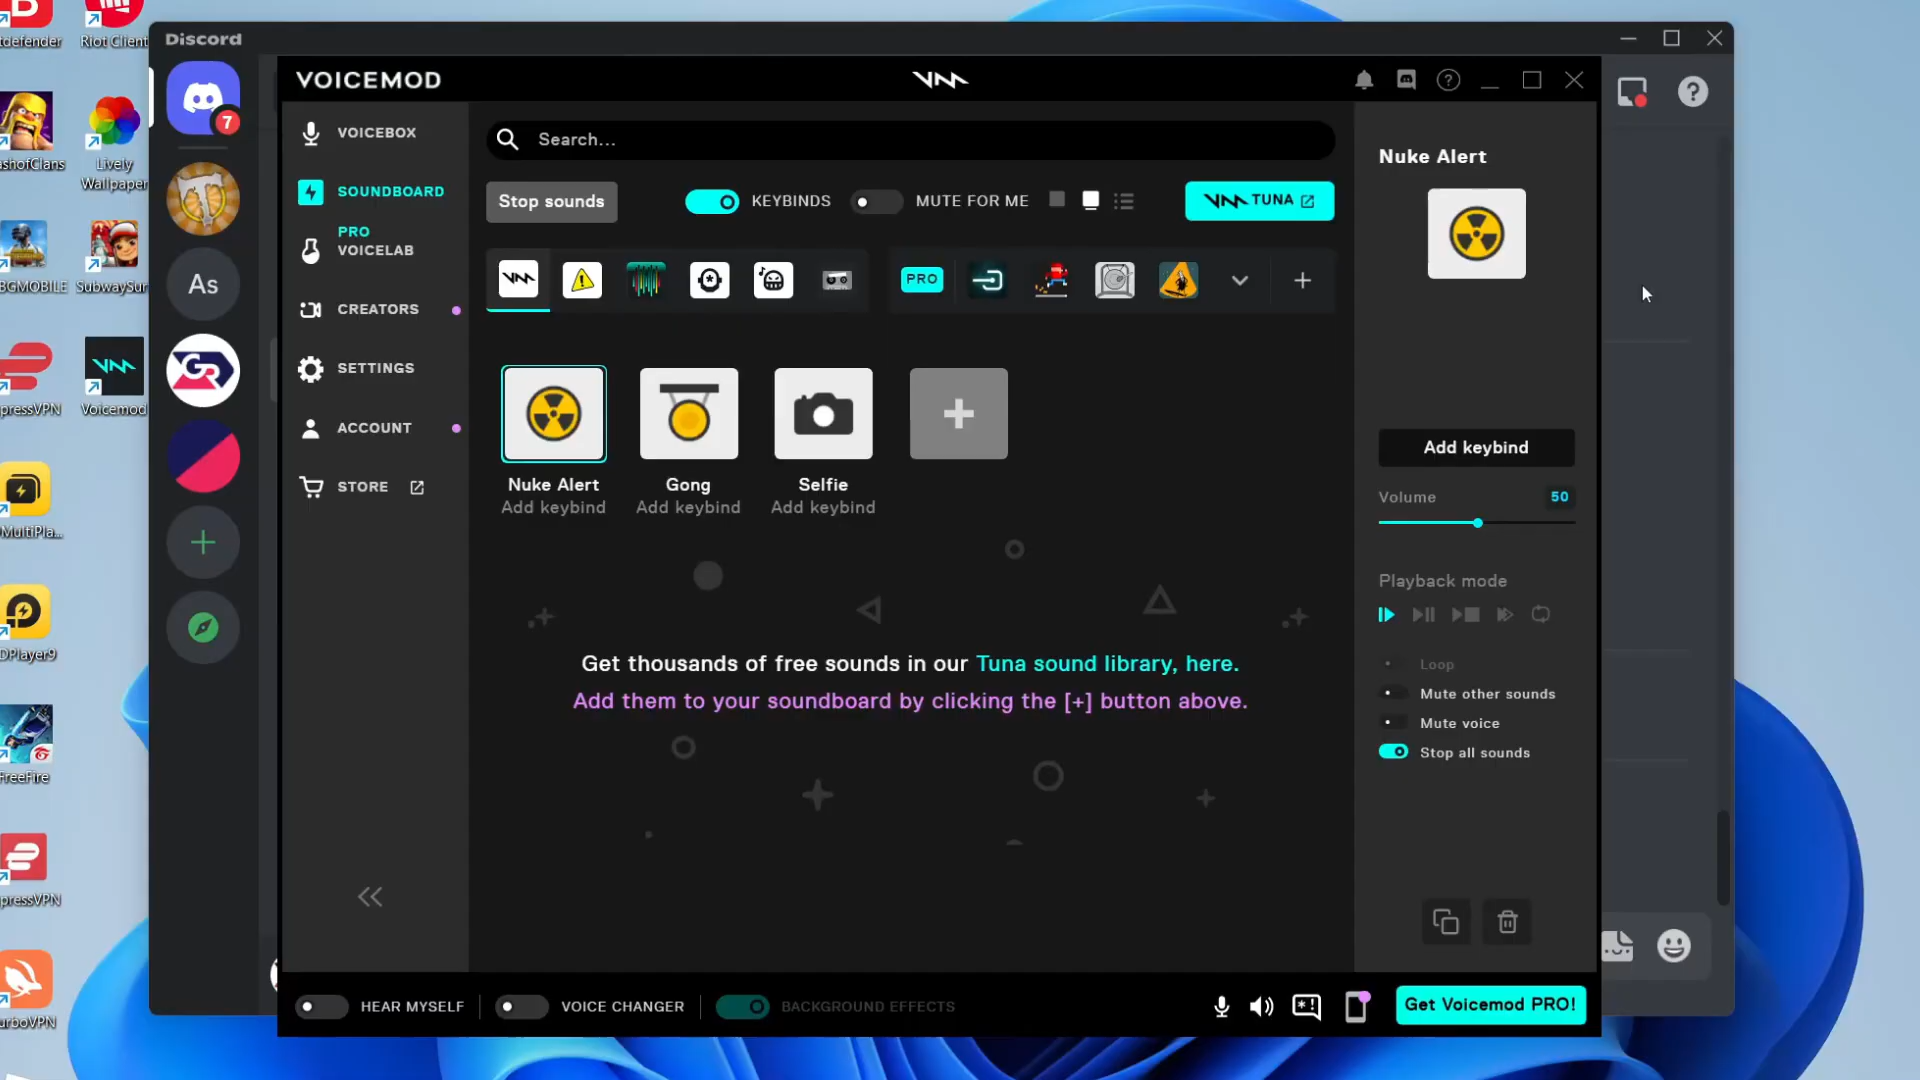 tdefender
Riot Client
ashofClans
Lively
Wallpaper
BGMOBILE
SubwaySur
pressVPN
Voicemod
DMultiPla...
DPlayer9
FreeFire
pressVPN
urboVPN
Discord
7
As
VOICEMOD
VOICEBOX
SOUNDBOARD
PRO
VOICELAB
CREATORS
SETTINGS
ACCOUNT
STORE
Search...
Stop sounds
KEYBINDS
MUTE FOR ME
TUNA
PRO
Nuke Alert
Add keybind
Gong
Add keybind
Selfie
Add keybind
Get thousands of free sounds in our Tuna sound library, here.
Add them to your soundboard by clicking the [+] button above.
Nuke Alert
Add keybind
Volume 50
Playback mode
Loop
Mute other sounds
Mute voice
Stop all sounds
HEAR MYSELF
VOICE CHANGER
BACKGROUND EFFECTS
Get Voicemod PRO!